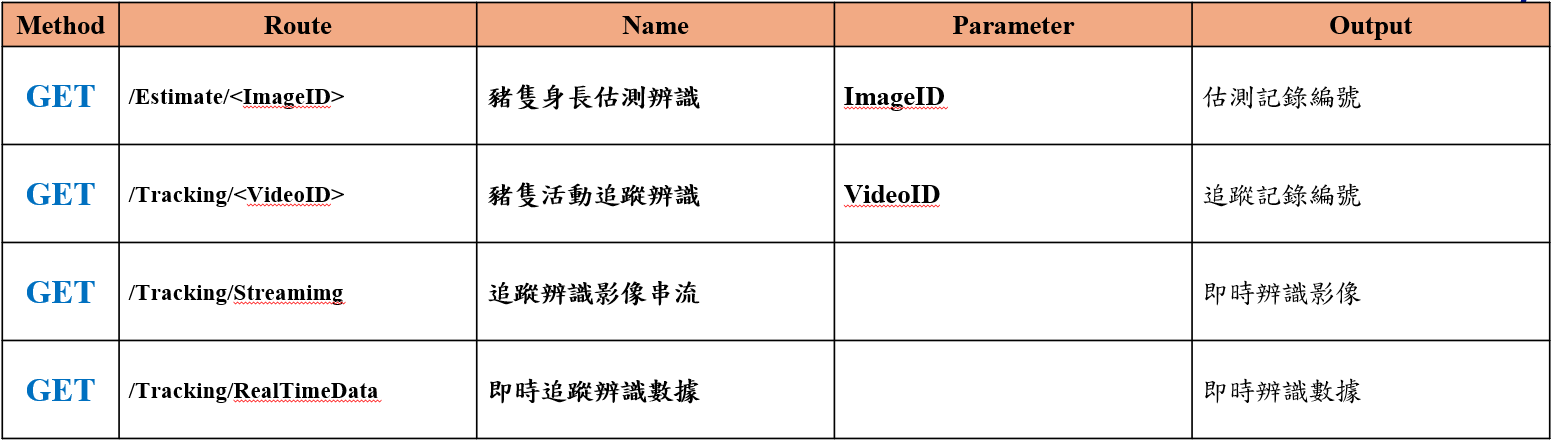 Method Route Name Parameter Output
GET /Estimate/<ImageID> 豬隻身長估測辨識 ImageID 估測記錄編號
GET /Tracking/<VideoID> 豬隻活動追蹤辨識 VideoID 追蹤記錄編號
GET /Tracking/Streamimg 追蹤辨識影像串流 即時辨識影像
GET /Tracking/RealTimeData 即時追蹤辨識數據 即時辨識數據